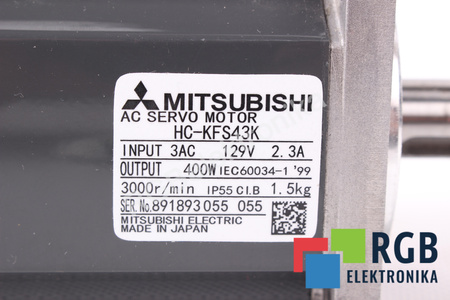 MITSUBISHI
AC SERVO MOTOR
HC-KFS43K
INPUT 3AC 129V 2.3A
OUTPUT 400W IEC60034-1 '99
3000r/min IP55 Cl.B 1.5kg
SER.No.891893055 055
MITSUBISHI ELECTRIC
MADE IN JAPAN
RGB
ELEKTRONIKA